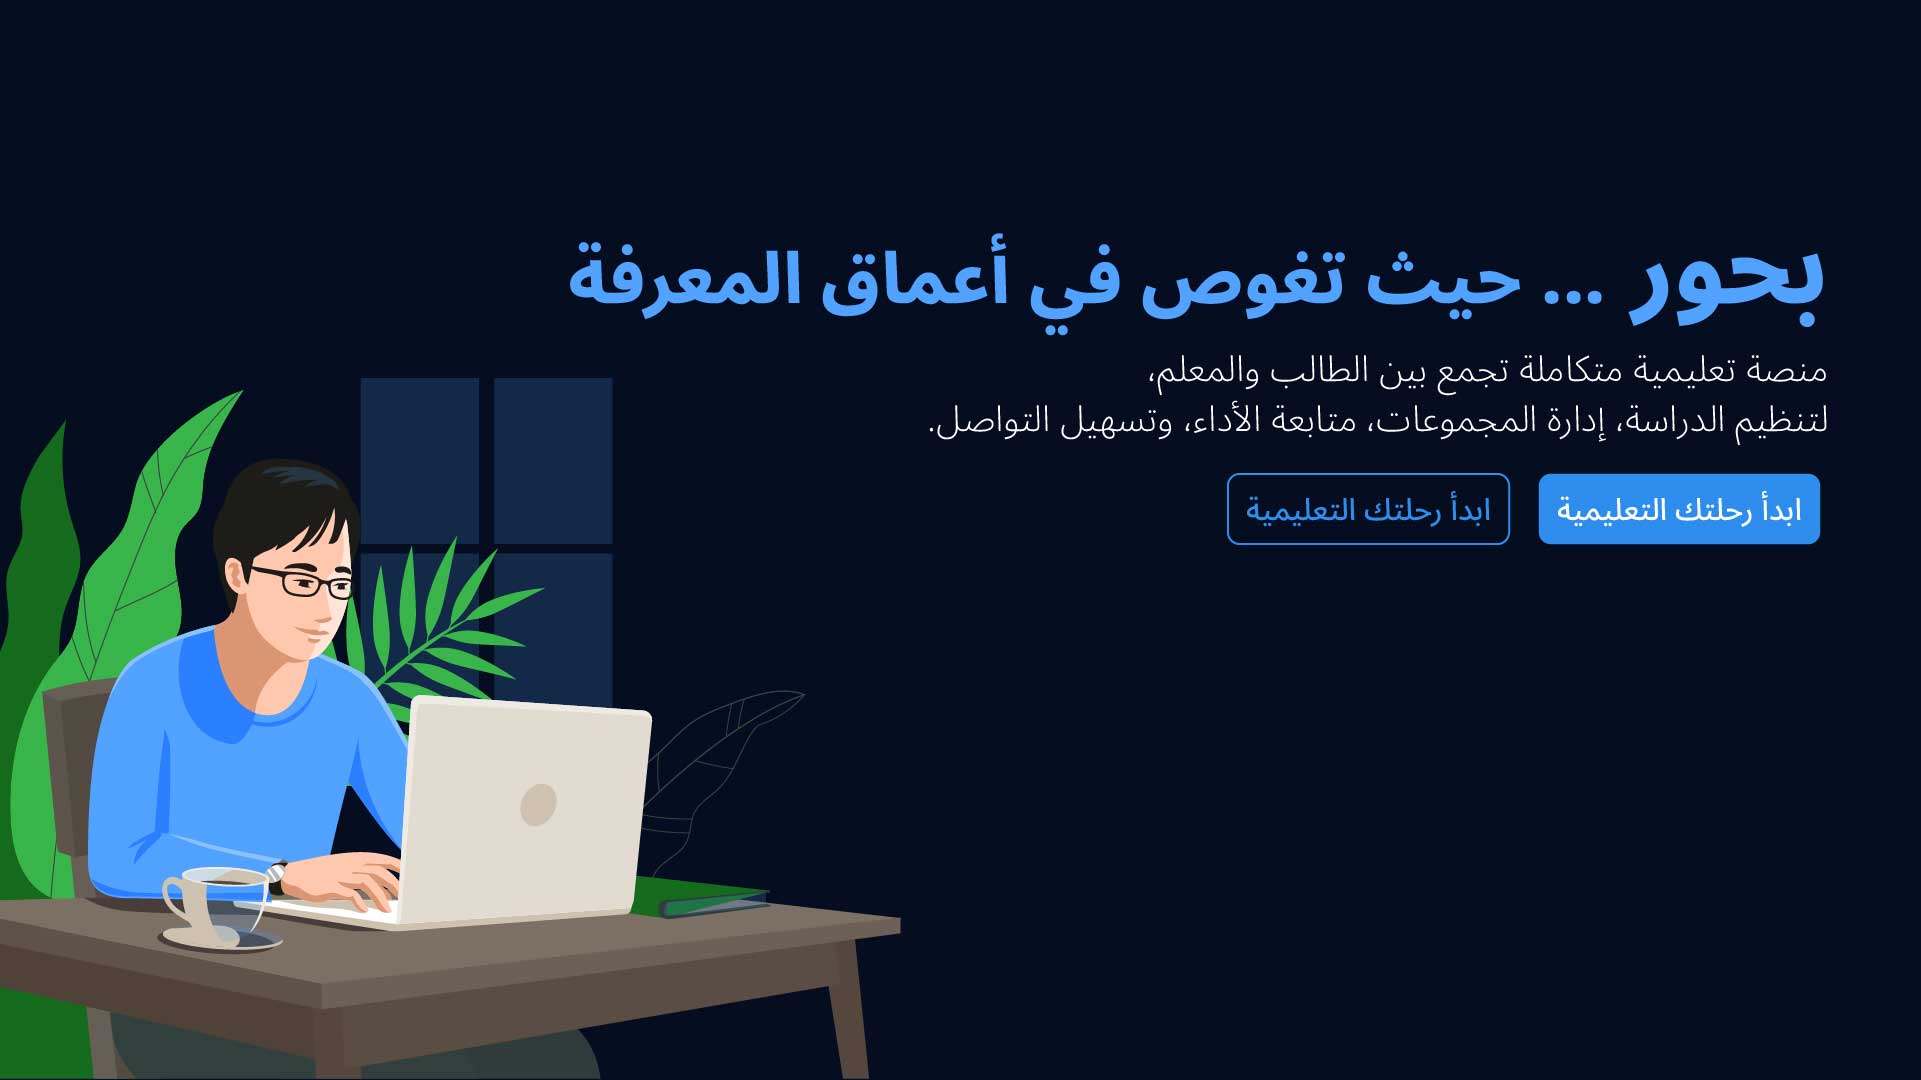 بحور ... حيث تغوص في أعماق المعرفة
منصة تعليمية متكاملة تجمع بين الطالب والمعلم،
لتنظيم الدراسة، إدارة المجموعات، متابعة الأداء، وتسهيل التواصل.
ابدأ رحلتك التعليمية
ابدأ رحلتك التعليمية